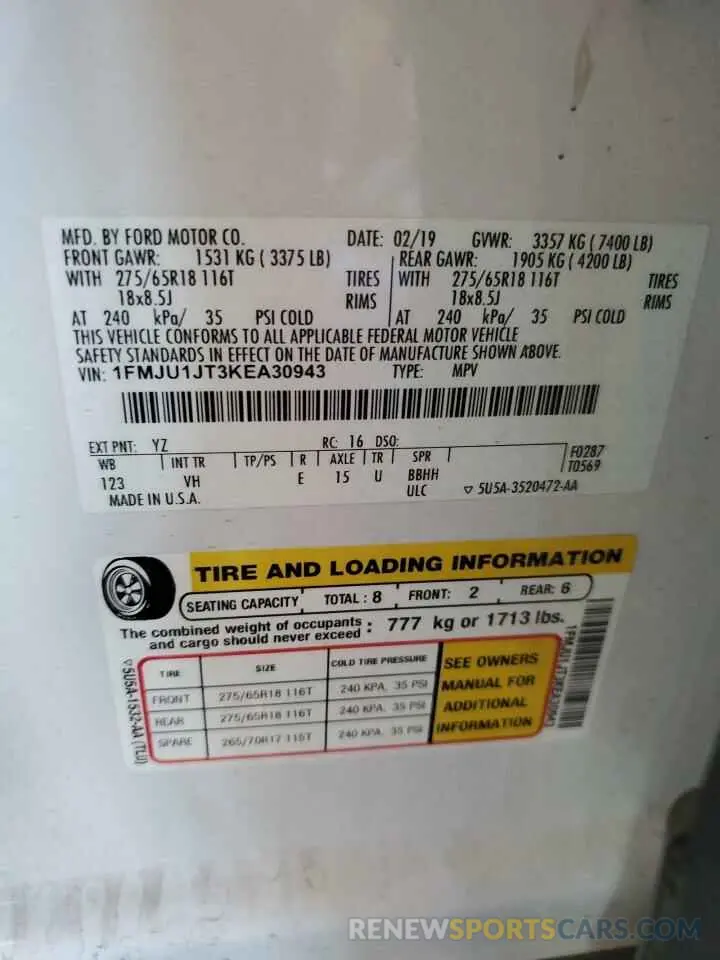 MFD. BY FORD MOTOR CO. DATE: 02/19 GVWR: 3357 KG ( 7400 LB)
FRONT GAWR: 1531 KG ( 3375 LB) REAR GAWR: 1905 KG ( 4200 LB)
WITH 275/65R18 116T TIRES WITH 275/65R18 116T TIRES
18x8.5J RIMS 18x8.5J RIMS
AT 240 kPa/ 35 PSI COLD AT 240 kPa/ 35 PSI COLD
THIS VEHICLE CONFORMS TO ALL APPLICABLE FEDERAL MOTOR VEHICLE
SAFETY STANDARDS IN EFFECT ON THE DATE OF MANUFACTURE SHOWN ABOVE.
VIN: 1FMJU1JT3KEA30943 TYPE: MPV
EXT PNT: YZ RC: 16 DSO:
WB INT TR TP/PS R AXLE TR SPR F0287
123 VH E 15 U BBHH T0569
ULC
MADE IN U.S.A. 5U5A-3520472-AA
TIRE AND LOADING INFORMATION
SEATING CAPACITY TOTAL : 8 FRONT: 2 REAR: 6
The combined weight of occupants and cargo should never exceed : 777 kg or 1713 lbs.
TIRE SIZE COLD TIRE PRESSURE
FRONT 275/65R18 116T 240 KPA, 35 PSI
REAR 275/65R18 116T 240 KPA, 35 PSI
SPARE 265/70R17 115T 240 KPA, 35 PSI
SEE OWNERS
MANUAL FOR
ADDITIONAL
INFORMATION
5U5A-1532-AA (TLU)
1FMJU1JT3KEA30943
RENEWSPORTSCARS.COM